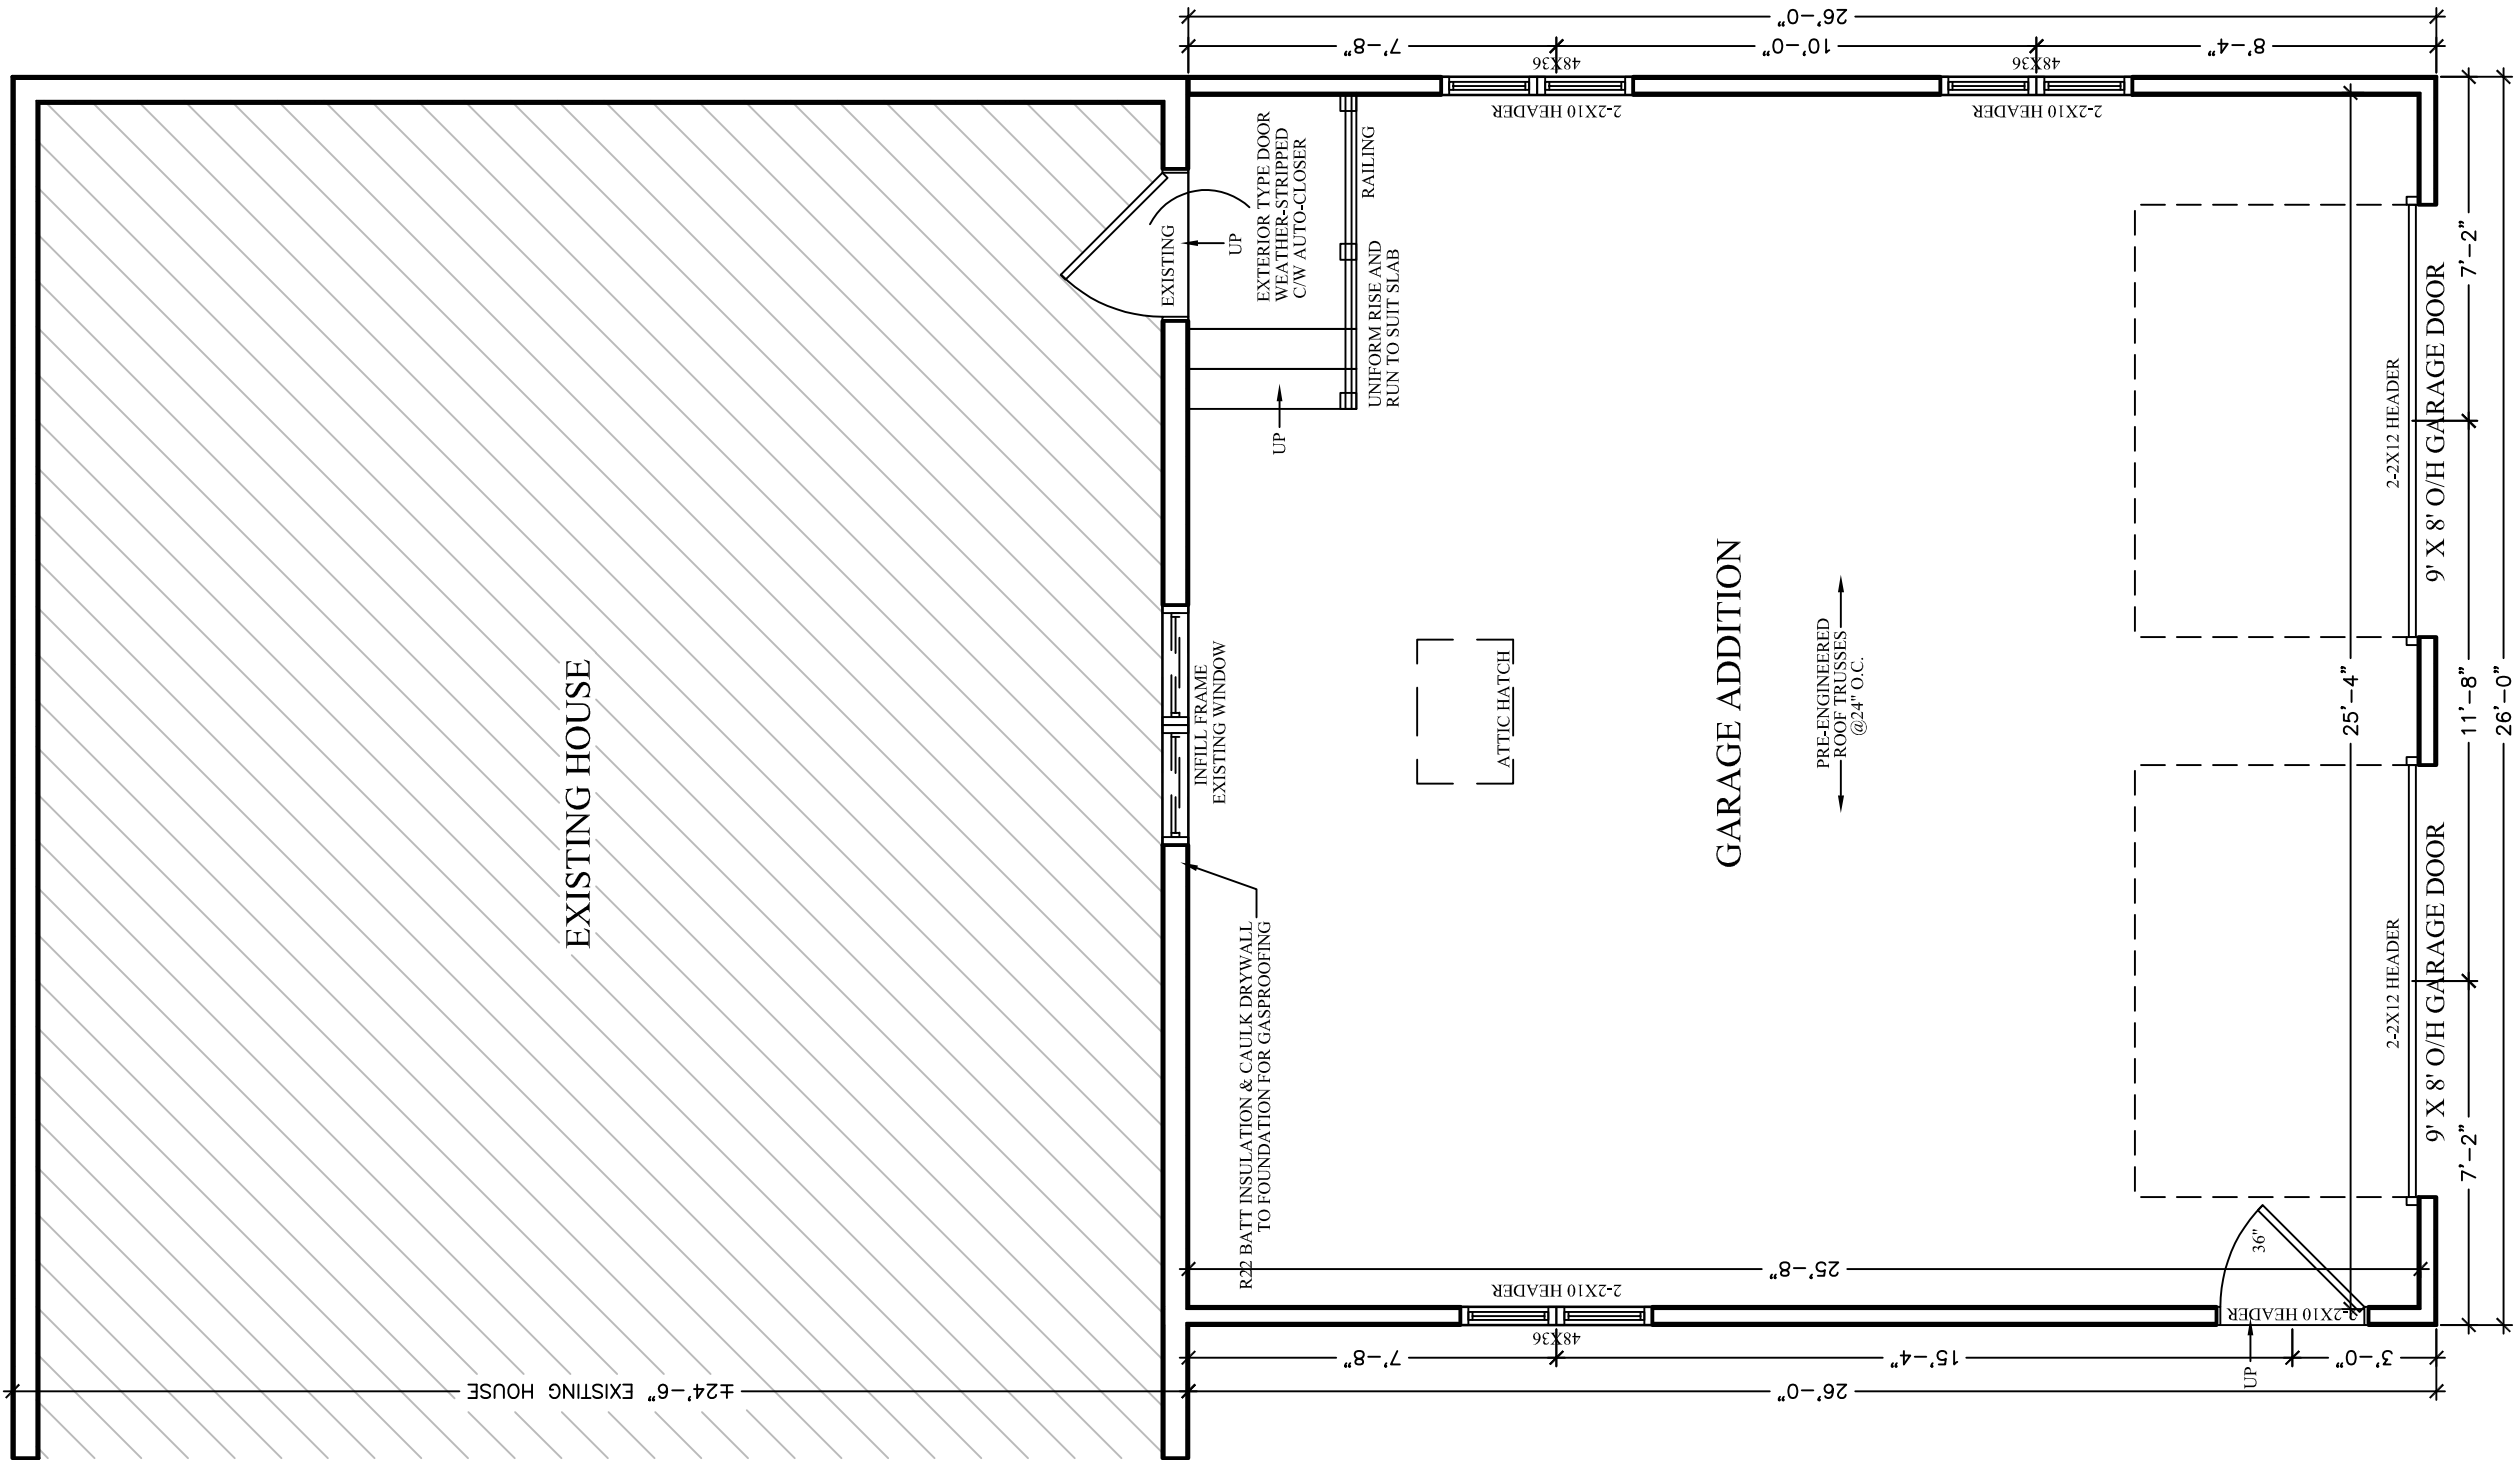 EXISTING HOUSE
±24'-6" EXISTING HOUSE
EXISTING
UP
EXTERIOR TYPE DOOR
WEATHER-STRIPPED
C/W AUTO-CLOSER
RAILING
UNIFORM RISE AND
RUN TO SUIT SLAB
UP
INFILL FRAME
EXISTING WINDOW
R22 BATT INSULATION & CAULK DRYWALL
TO FOUNDATION FOR GASPROOFING
ATTIC HATCH
GARAGE ADDITION
PRE-ENGINEERED
ROOF TRUSSES
@24" O.C.
26'-0"
7'-8"
10'-0"
8'-4"
48X36
48X36
2-2X10 HEADER
2-2X10 HEADER
25'-8"
2-2X10 HEADER
48X36
36"
2-2X10 HEADER
UP
7'-8"
15'-4"
3'-0"
26'-0"
25'-4"
2-2X12 HEADER
2-2X12 HEADER
9' X 8' O/H GARAGE DOOR
9' X 8' O/H GARAGE DOOR
7'-2"
11'-8"
7'-2"
26'-0"